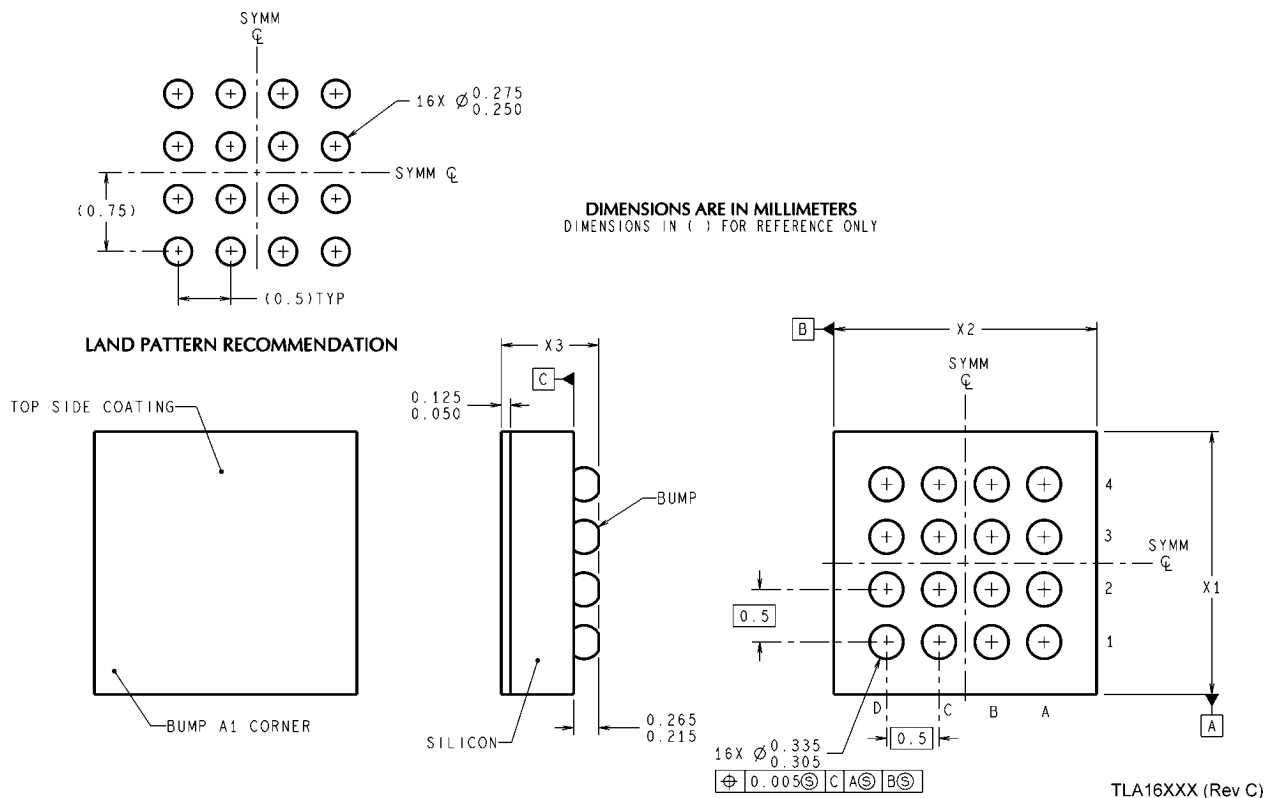 SYMM
℄
16X Ø 0.275
0.250
SYMM ℄
(0.75)
(0.5)TYP
DIMENSIONS ARE IN MILLIMETERS
DIMENSIONS IN ( ) FOR REFERENCE ONLY
LAND PATTERN RECOMMENDATION
TOP SIDE COATING
BUMP A1 CORNER
X3
C
0.125
0.050
BUMP
SILICON
0.265
0.215
B
X2
SYMM
℄
4
3
2
1
SYMM
℄
X1
0.5
D C B A
A
0.5
16X Ø 0.335
0.305
⌖ 0.005Ⓢ C AⓈ BⓈ
TLA16XXX (Rev C)